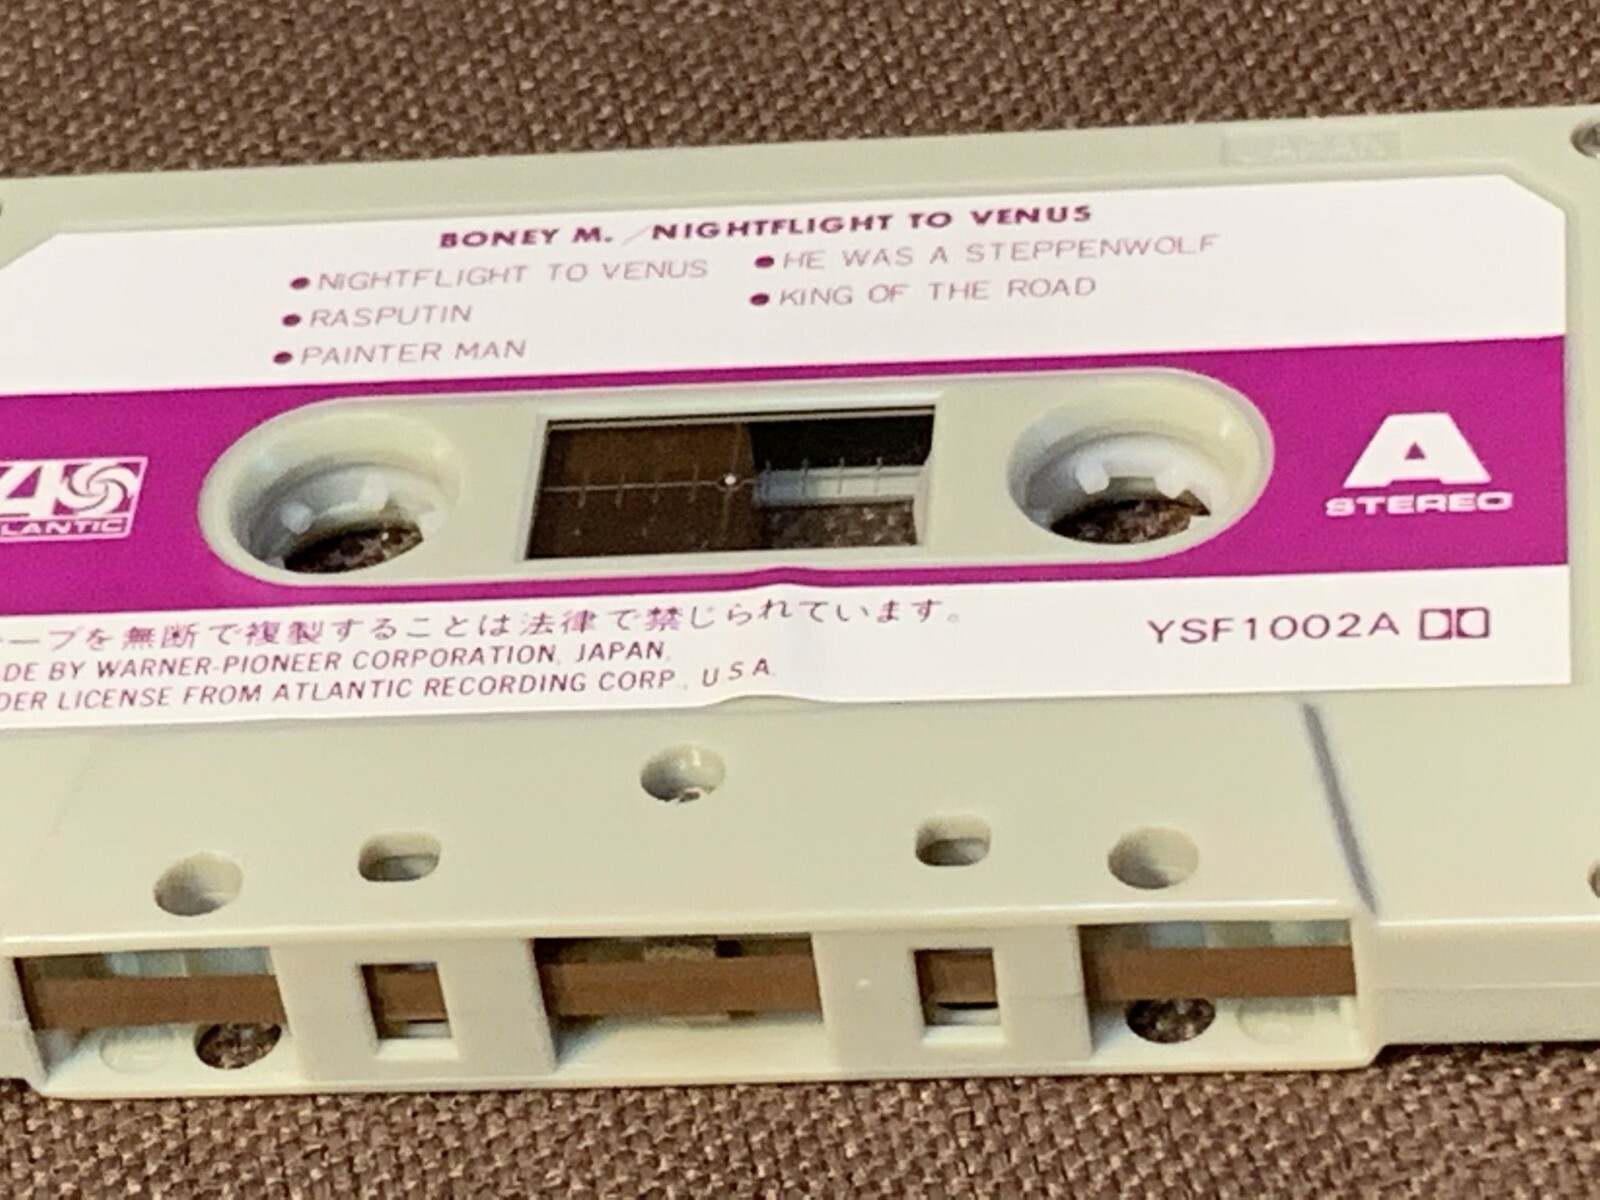 JAPAN
BONEY M. / NIGHTFLIGHT TO VENUS
● NIGHTFLIGHT TO VENUS
● RASPUTIN
● PAINTER MAN
● HE WAS A STEPPENWOLF
● KING OF THE ROAD
LANTIC
A
STEREO
ープを無断で複製することは法律で禁じられています。
DE BY WARNER-PIONEER CORPORATION, JAPAN,
DER LICENSE FROM ATLANTIC RECORDING CORP., U.S.A.
YSF1002A